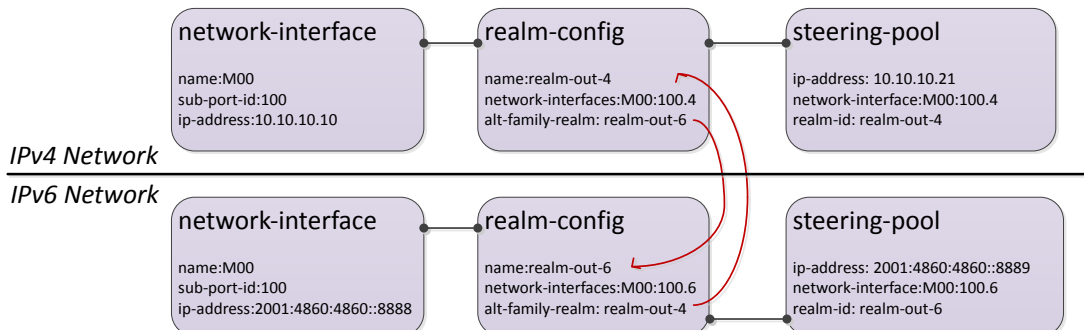 network-interface
name:M00
sub-port-id:100
ip-address:10.10.10.10
realm-config
name:realm-out-4
network-interfaces:M00:100.4
alt-family-realm: realm-out-6
steering-pool
ip-address: 10.10.10.21
network-interface:M00:100.4
realm-id: realm-out-4
IPv4 Network
IPv6 Network
network-interface
name:M00
sub-port-id:100
ip-address:2001:4860:4860::8888
realm-config
name:realm-out-6
network-interfaces:M00:100.6
alt-family-realm: realm-out-4
steering-pool
ip-address: 2001:4860:4860::8889
network-interface:M00:100.6
realm-id: realm-out-6